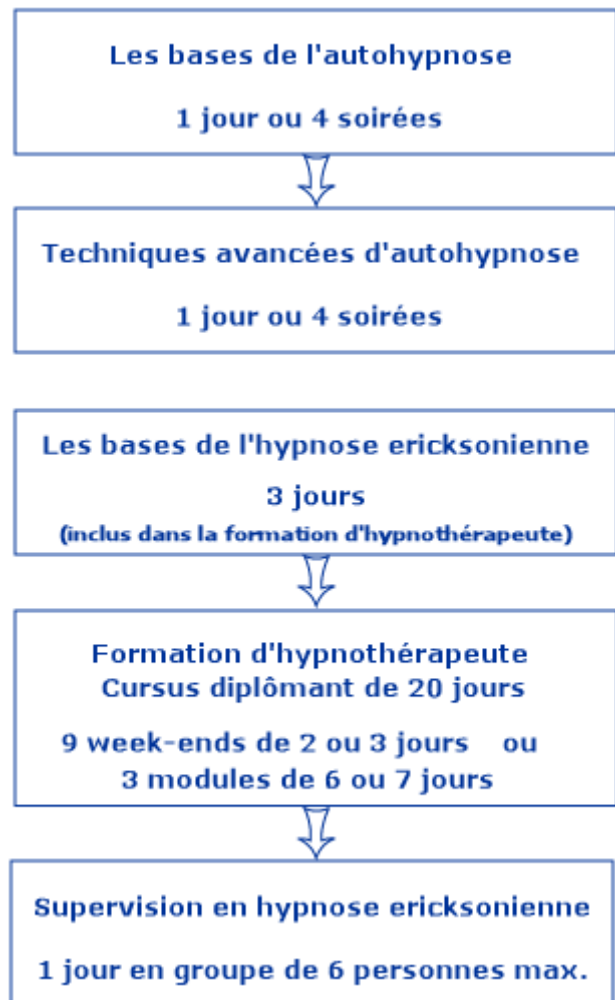 Les bases de l'autohypnose
1 jour ou 4 soirées
Techniques avancées d'autohypnose
1 jour ou 4 soirées
Les bases de l'hypnose ericksonienne
3 jours
(inclus dans la formation d'hypnothérapeute)
Formation d'hypnothérapeute
Cursus diplômant de 20 jours
9 week-ends de 2 ou 3 jours ou
3 modules de 6 ou 7 jours
Supervision en hypnose ericksonienne
1 jour en groupe de 6 personnes max.